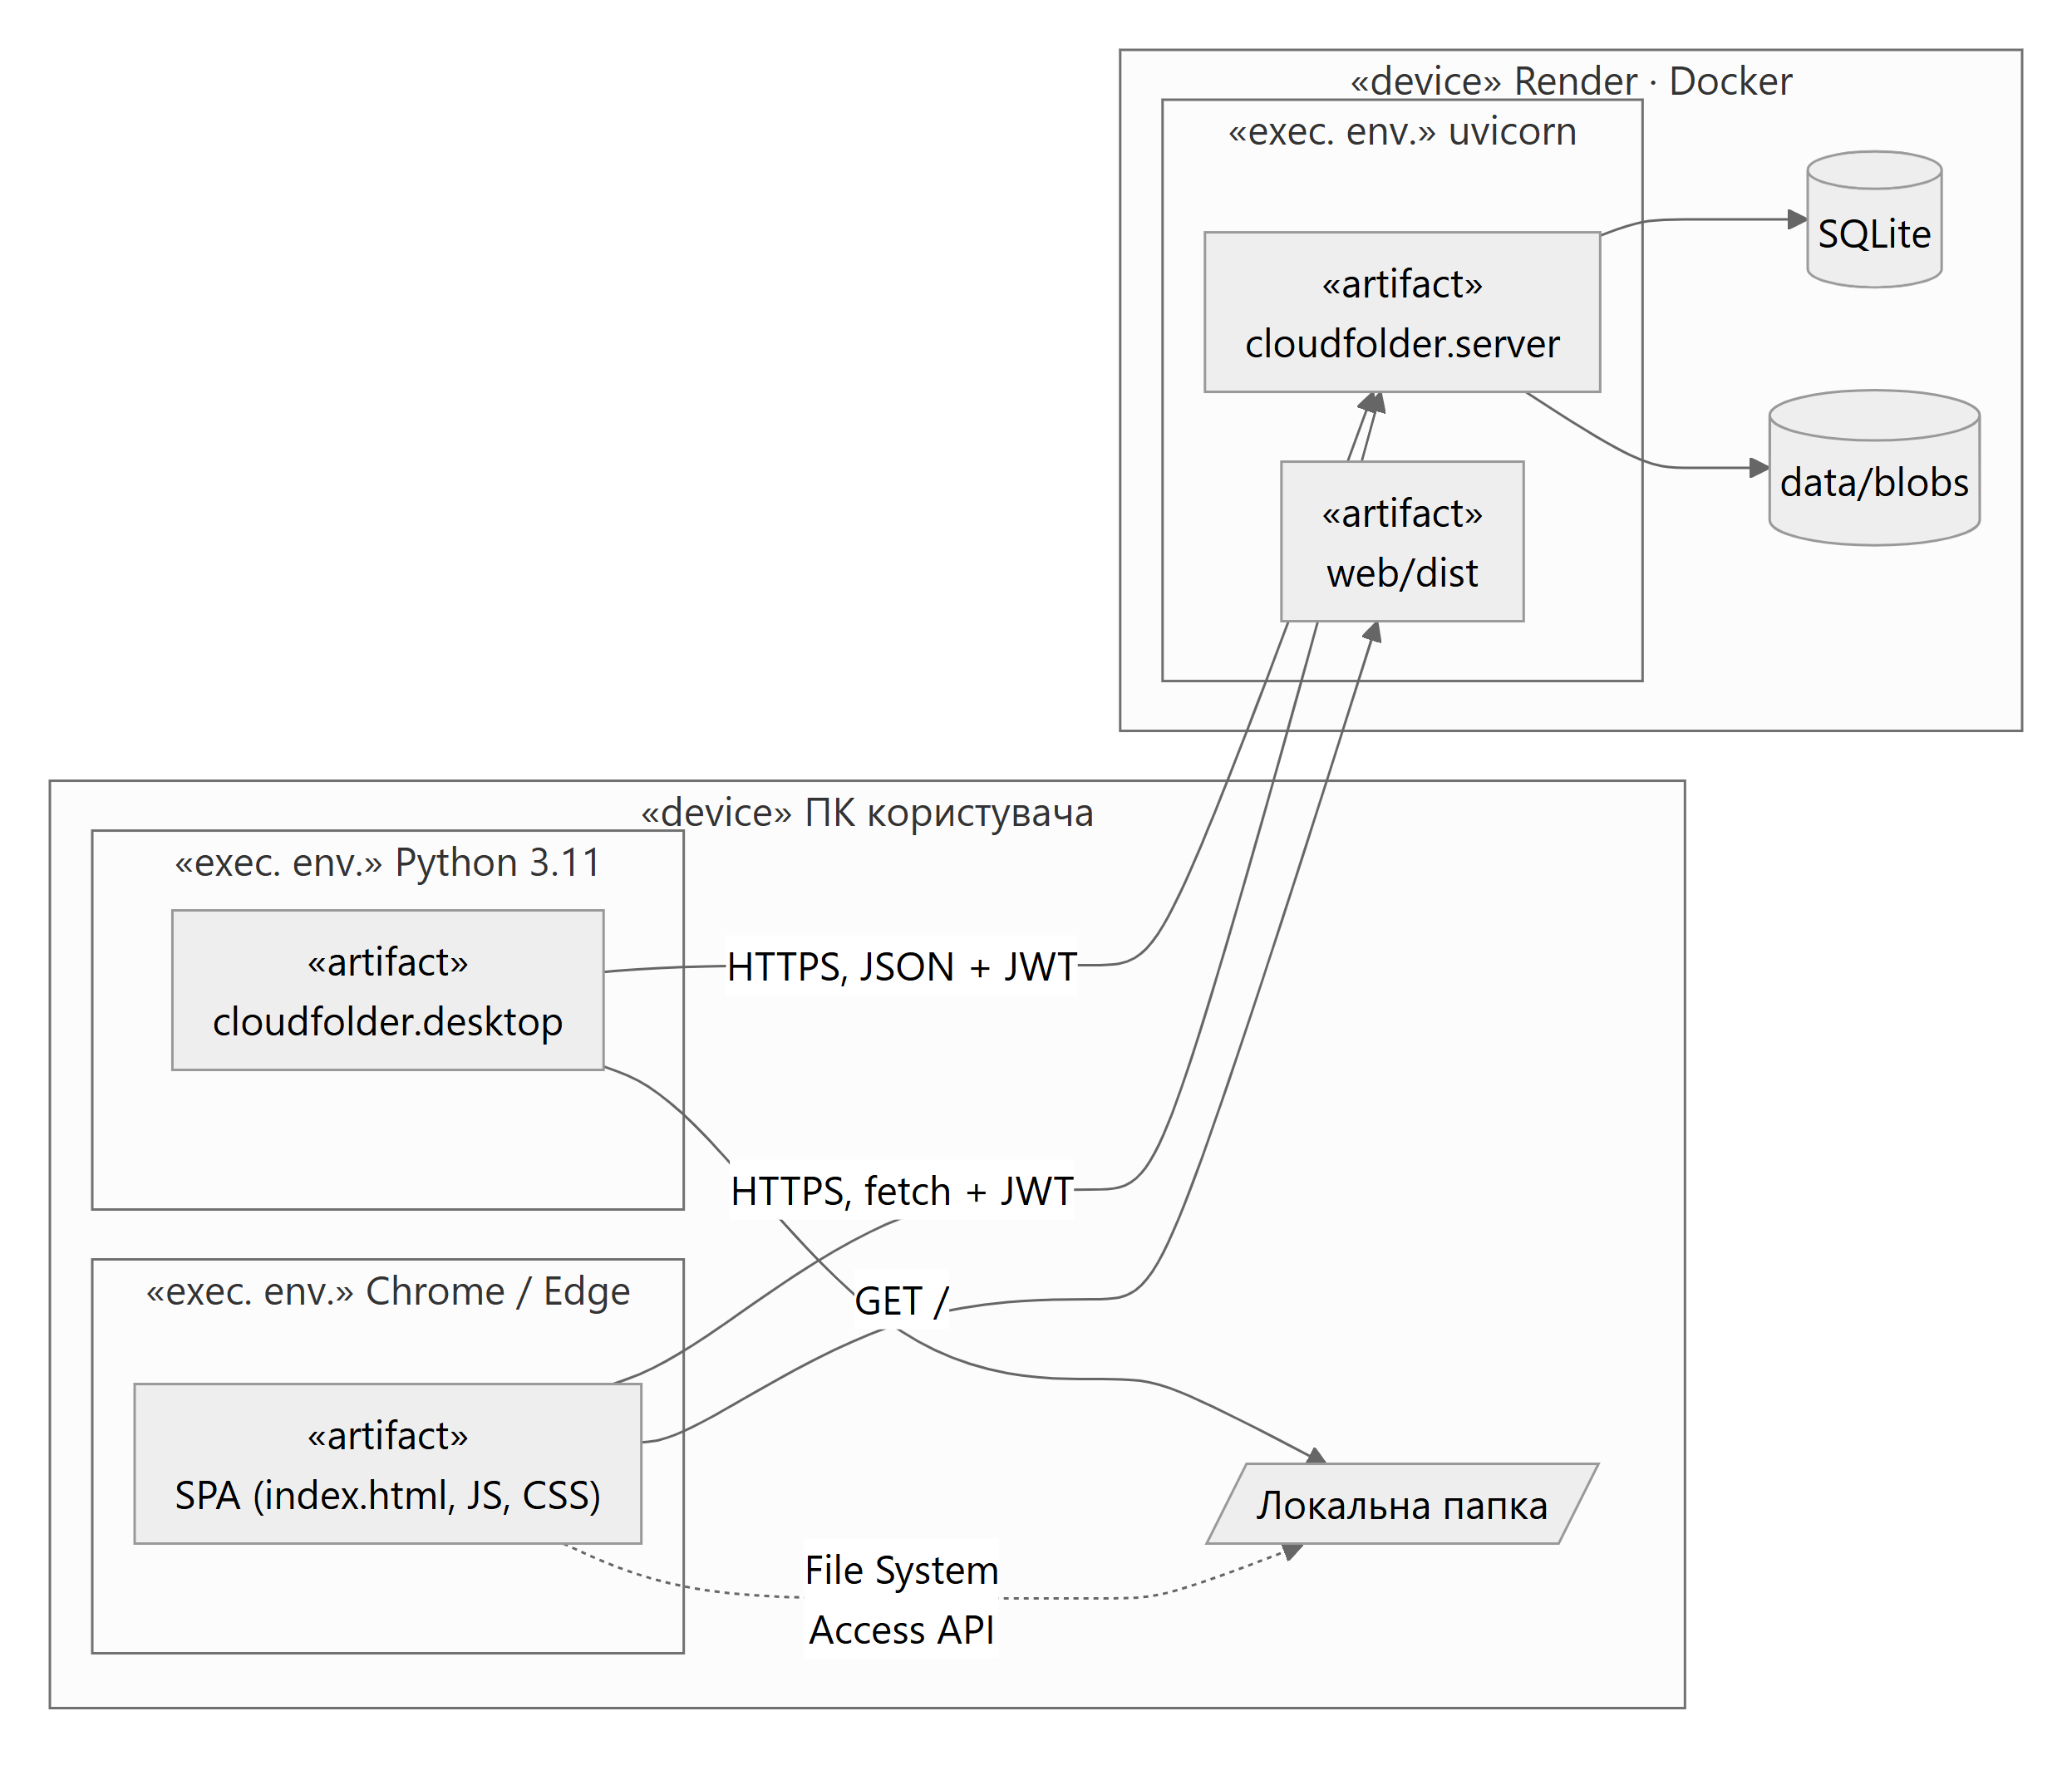 «device» Render · Docker
«exec. env.» uvicorn
«artifact»
cloudfolder.server
SQLite
«artifact»
web/dist
data/blobs
«device» ПК користувача
«exec. env.» Python 3.11
«artifact»
cloudfolder.desktop
HTTPS, JSON + JWT
HTTPS, fetch + JWT
GET /
«exec. env.» Chrome / Edge
«artifact»
SPA (index.html, JS, CSS)
Локальна папка
File System
Access API